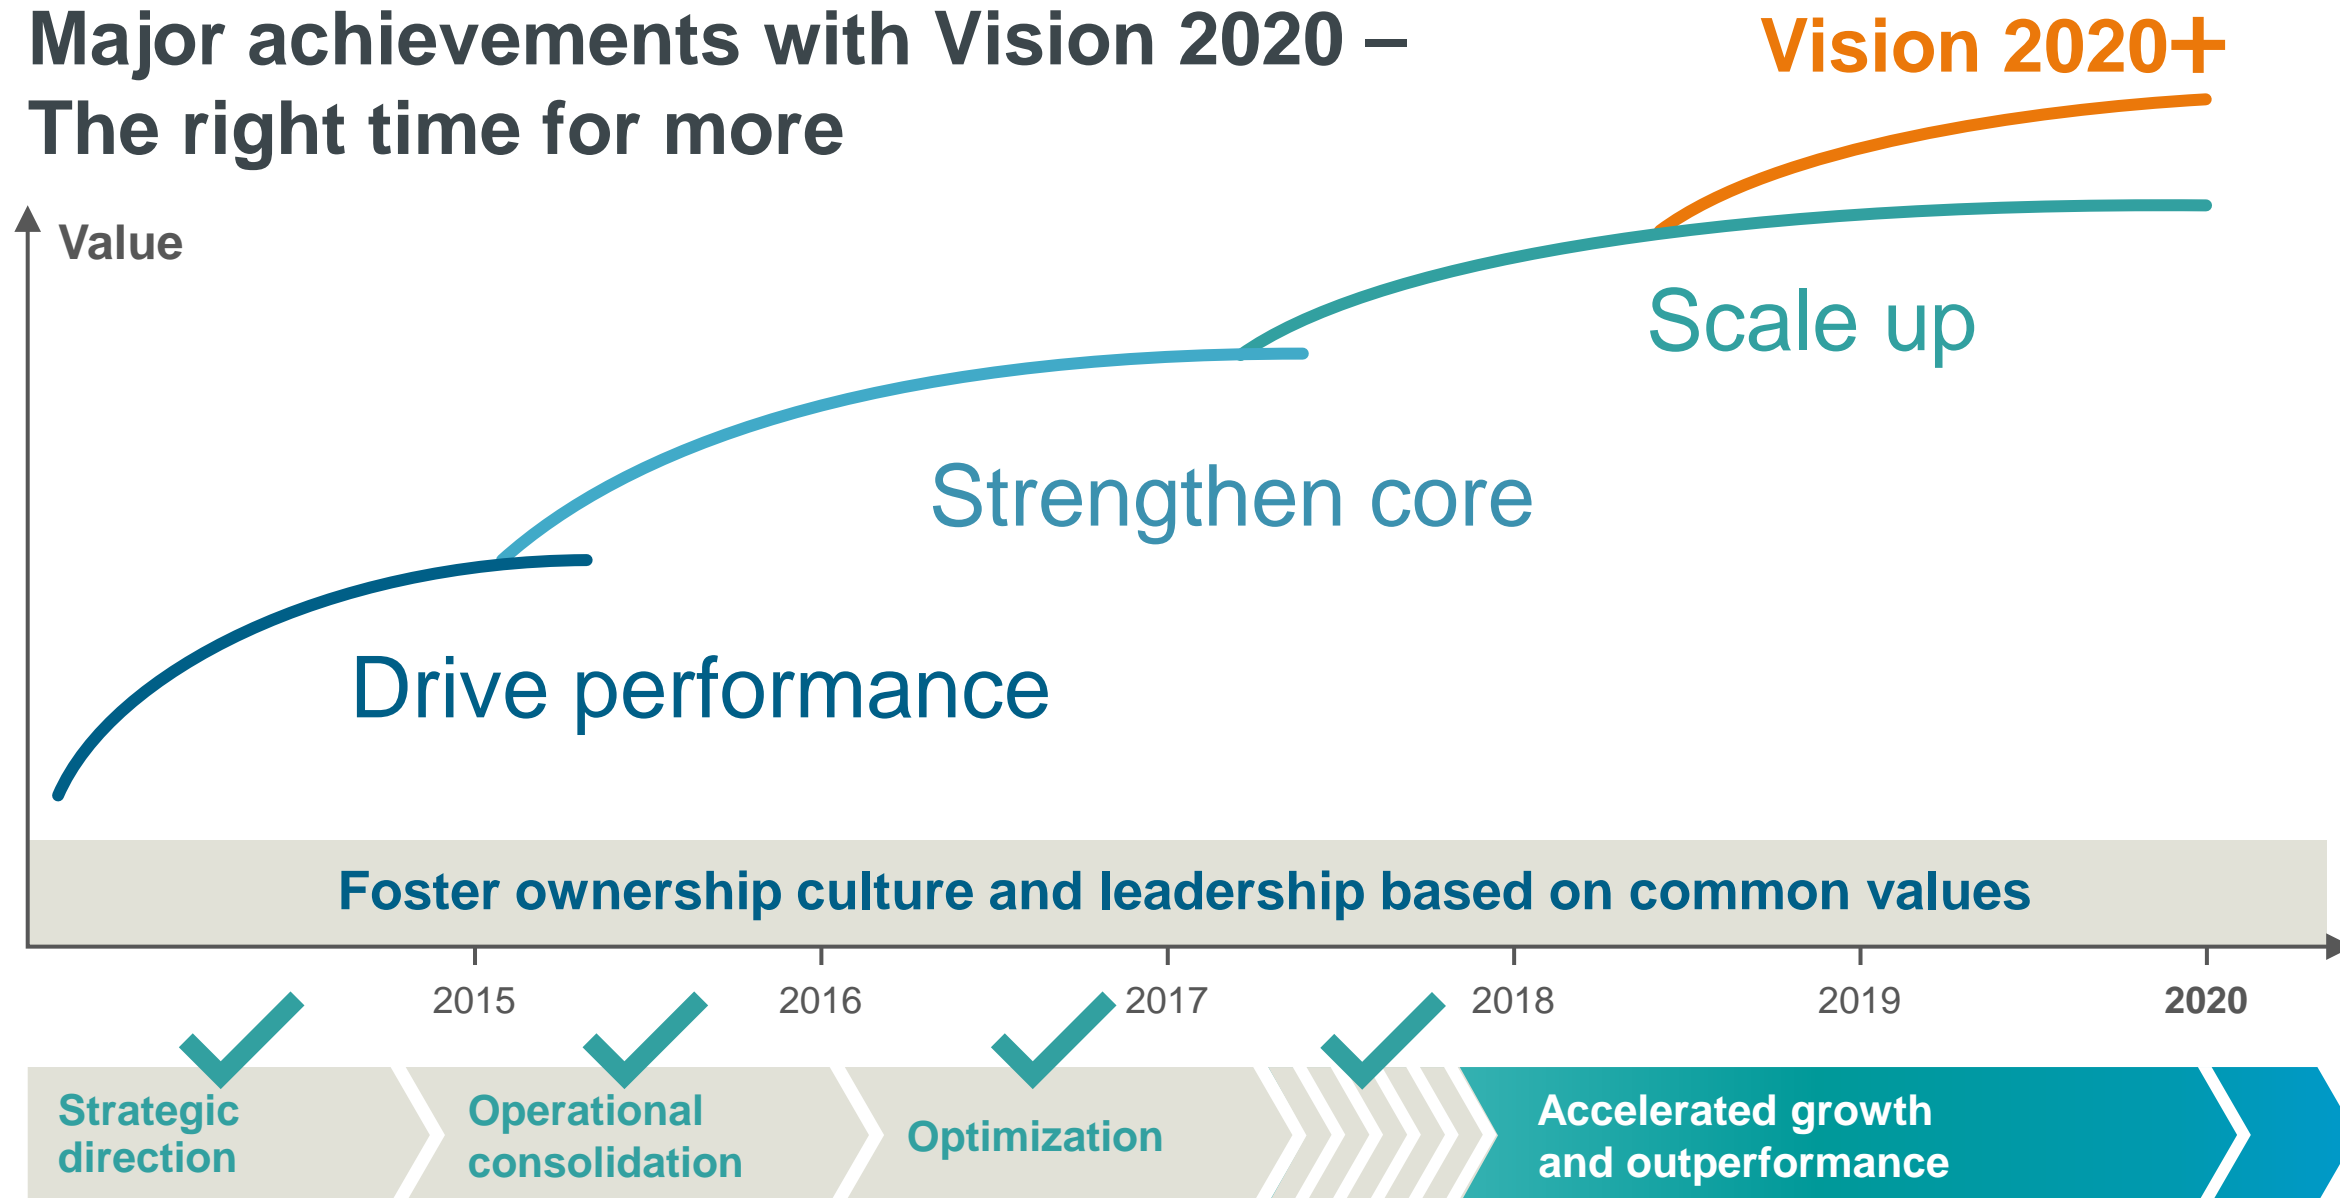 Major achievements with Vision 2020 –
The right time for more
Vision 2020+
Value
Scale up
Strengthen core
Drive performance
Foster ownership culture and leadership based on common values
2015 2016 2017 2018 2019 2020
Strategic
direction
Operational
consolidation
Optimization
Accelerated growth
and outperformance